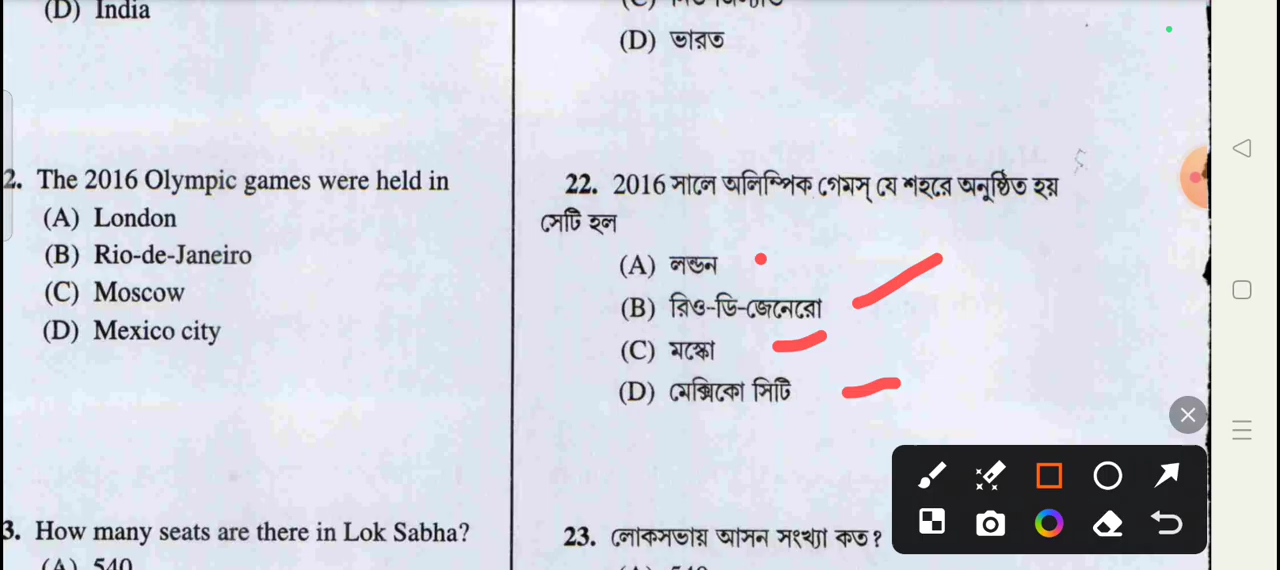 (D) India
2. The 2016 Olympic games were held in
(A) London
(B) Rio-de-Janeiro
(C) Moscow
(D) Mexico city
3. How many seats are there in Lok Sabha?
(A) 540
(D) ভারত
22. 2016 সালে অলিম্পিক গেমস্ যে শহরে অনুষ্ঠিত হয়
সেটি হল
(A) লন্ডন
(B) রিও-ডি-জেনেরো
(C) মস্কো
(D) মেক্সিকো সিটি
23. লোকসভায় আসন সংখ্যা কত?